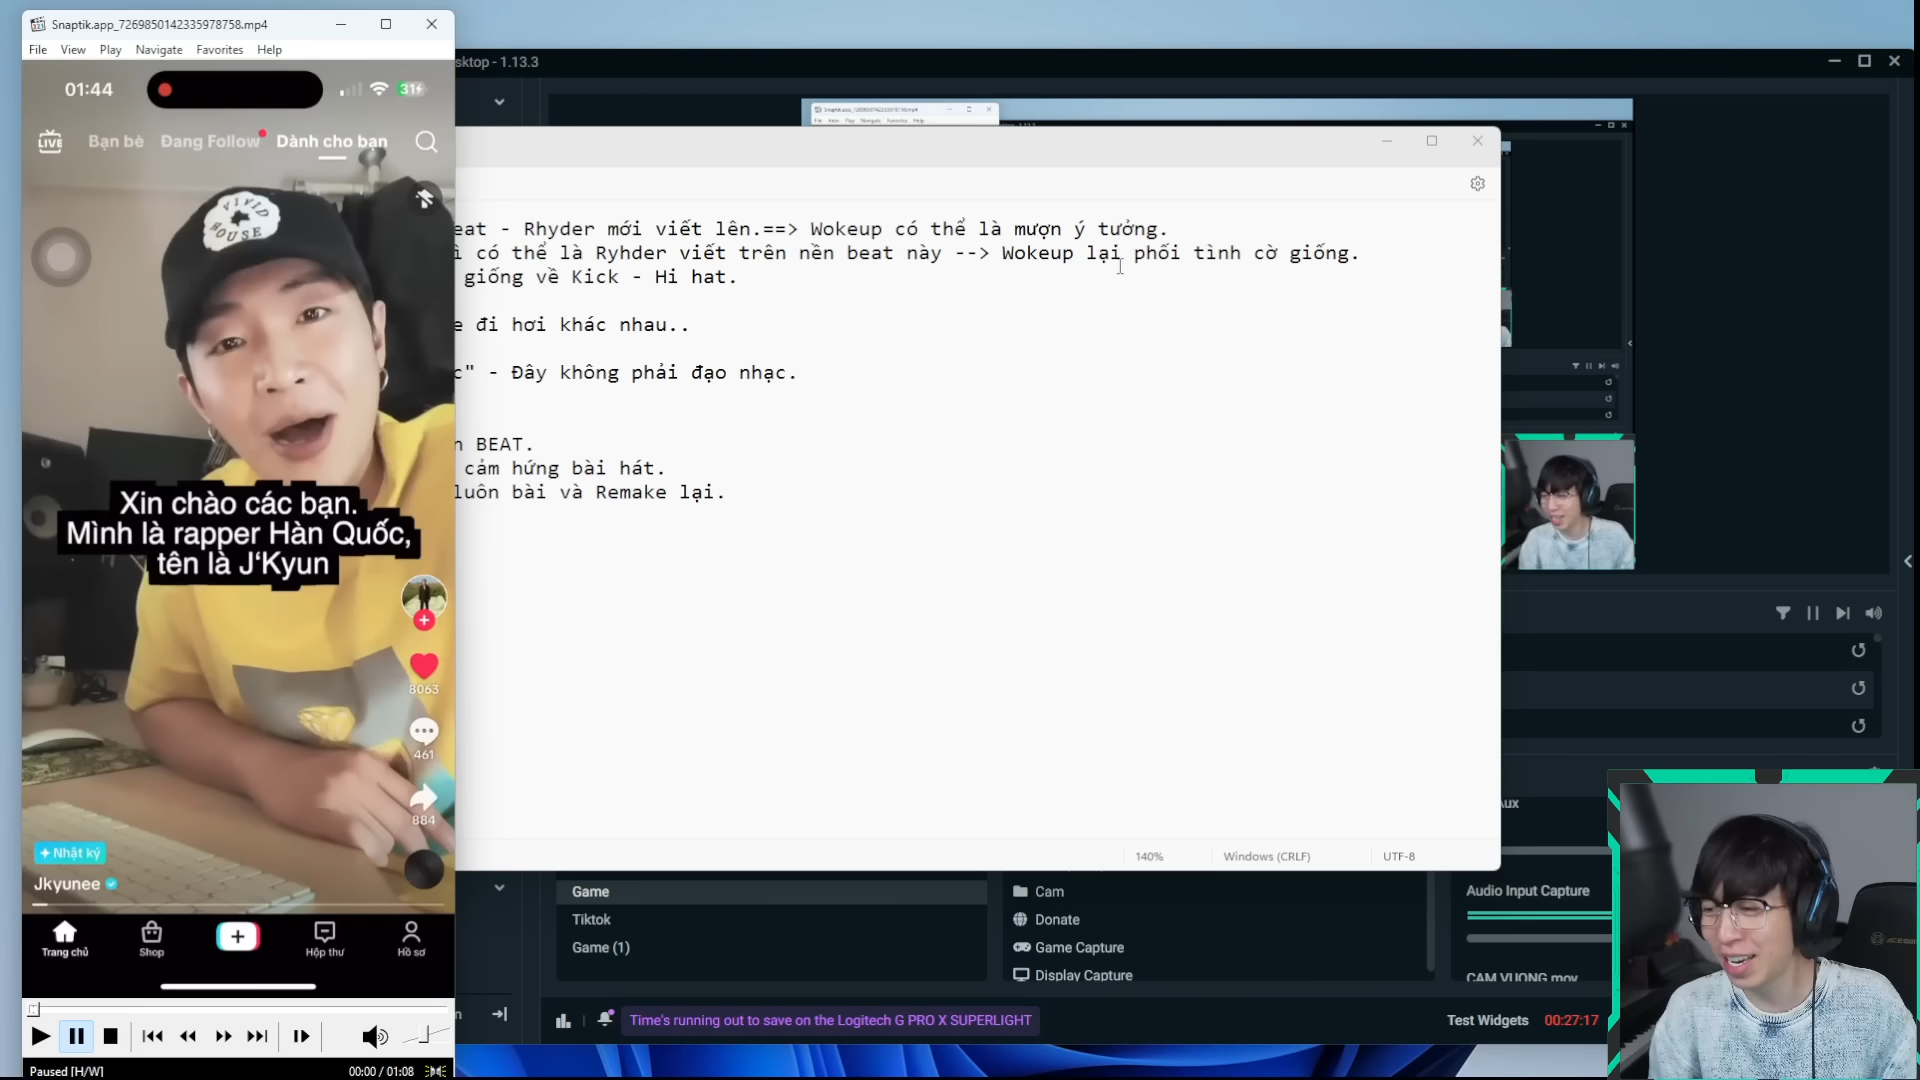 Snaptik.app_7269850142335978758.mp4
File View Play Navigate Favorites Help
01:44
31
LIVE Bạn bè Đang Follow Dành cho bạn
VIVID
HOUSE
Xin chào các bạn.
Mình là rapper Hàn Quốc,
tên là J'Kyun
8063
461
884
Nhật ký
Jkyunee
Trang chủ Shop Hộp thư Hồ sơ
Paused [H/W] 00:00 / 01:08
sktop - 1.13.3
eat - Rhyder mới viết lên.==> Wokeup có thể là mượn ý tưởng.
ì có thể là Ryhder viết trên nền beat này --> Wokeup lại phối tình cờ giống.
giống về Kick - Hi hat.
e đi hơi khác nhau..
c" - Đây không phải đạo nhạc.
n BEAT.
cảm hứng bài hát.
luôn bài và Remake lại.
140% Windows (CRLF) UTF-8
Game
Tiktok
Game (1)
Cam
Donate
Game Capture
Display Capture
Aux
Audio Input Capture
CAM VUONG mov
Time's running out to save on the Logitech G PRO X SUPERLIGHT
Test Widgets 00:27:17